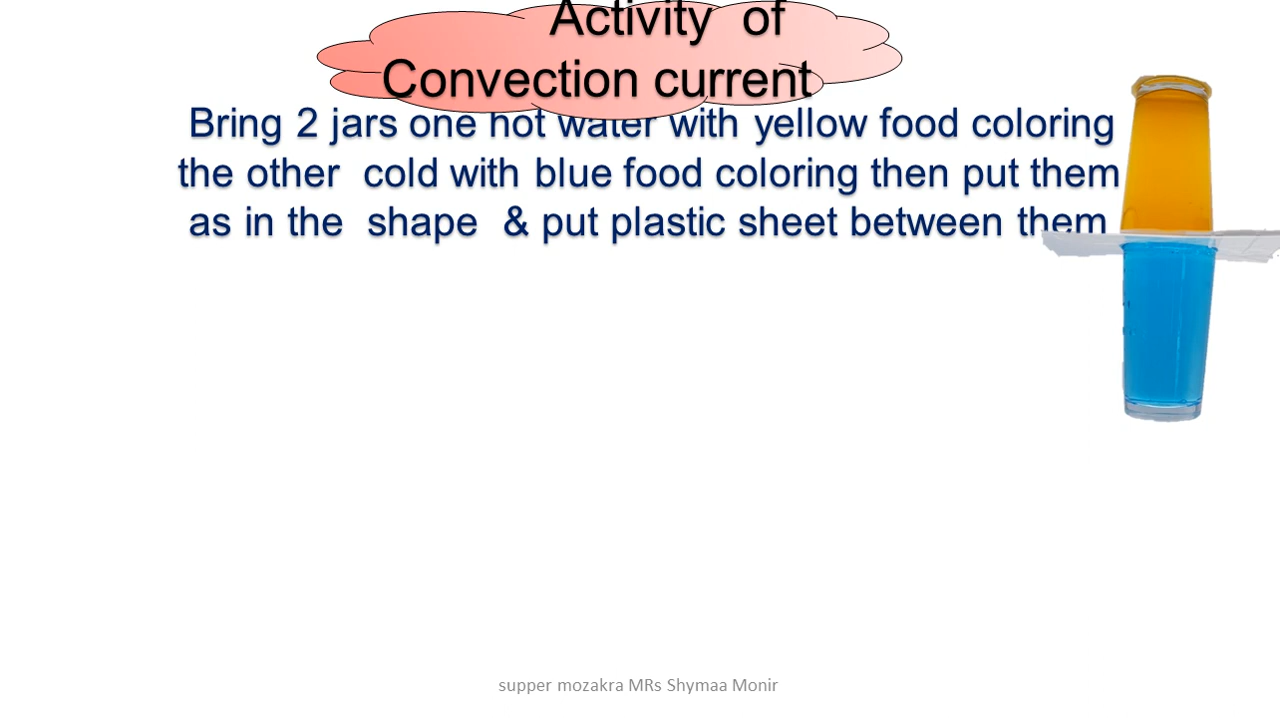 Activity of
Convection current
Bring 2 jars one hot water with yellow food coloring
the other cold with blue food coloring then put them
as in the shape & put plastic sheet between them
supper mozakra MRs Shymaa Monir